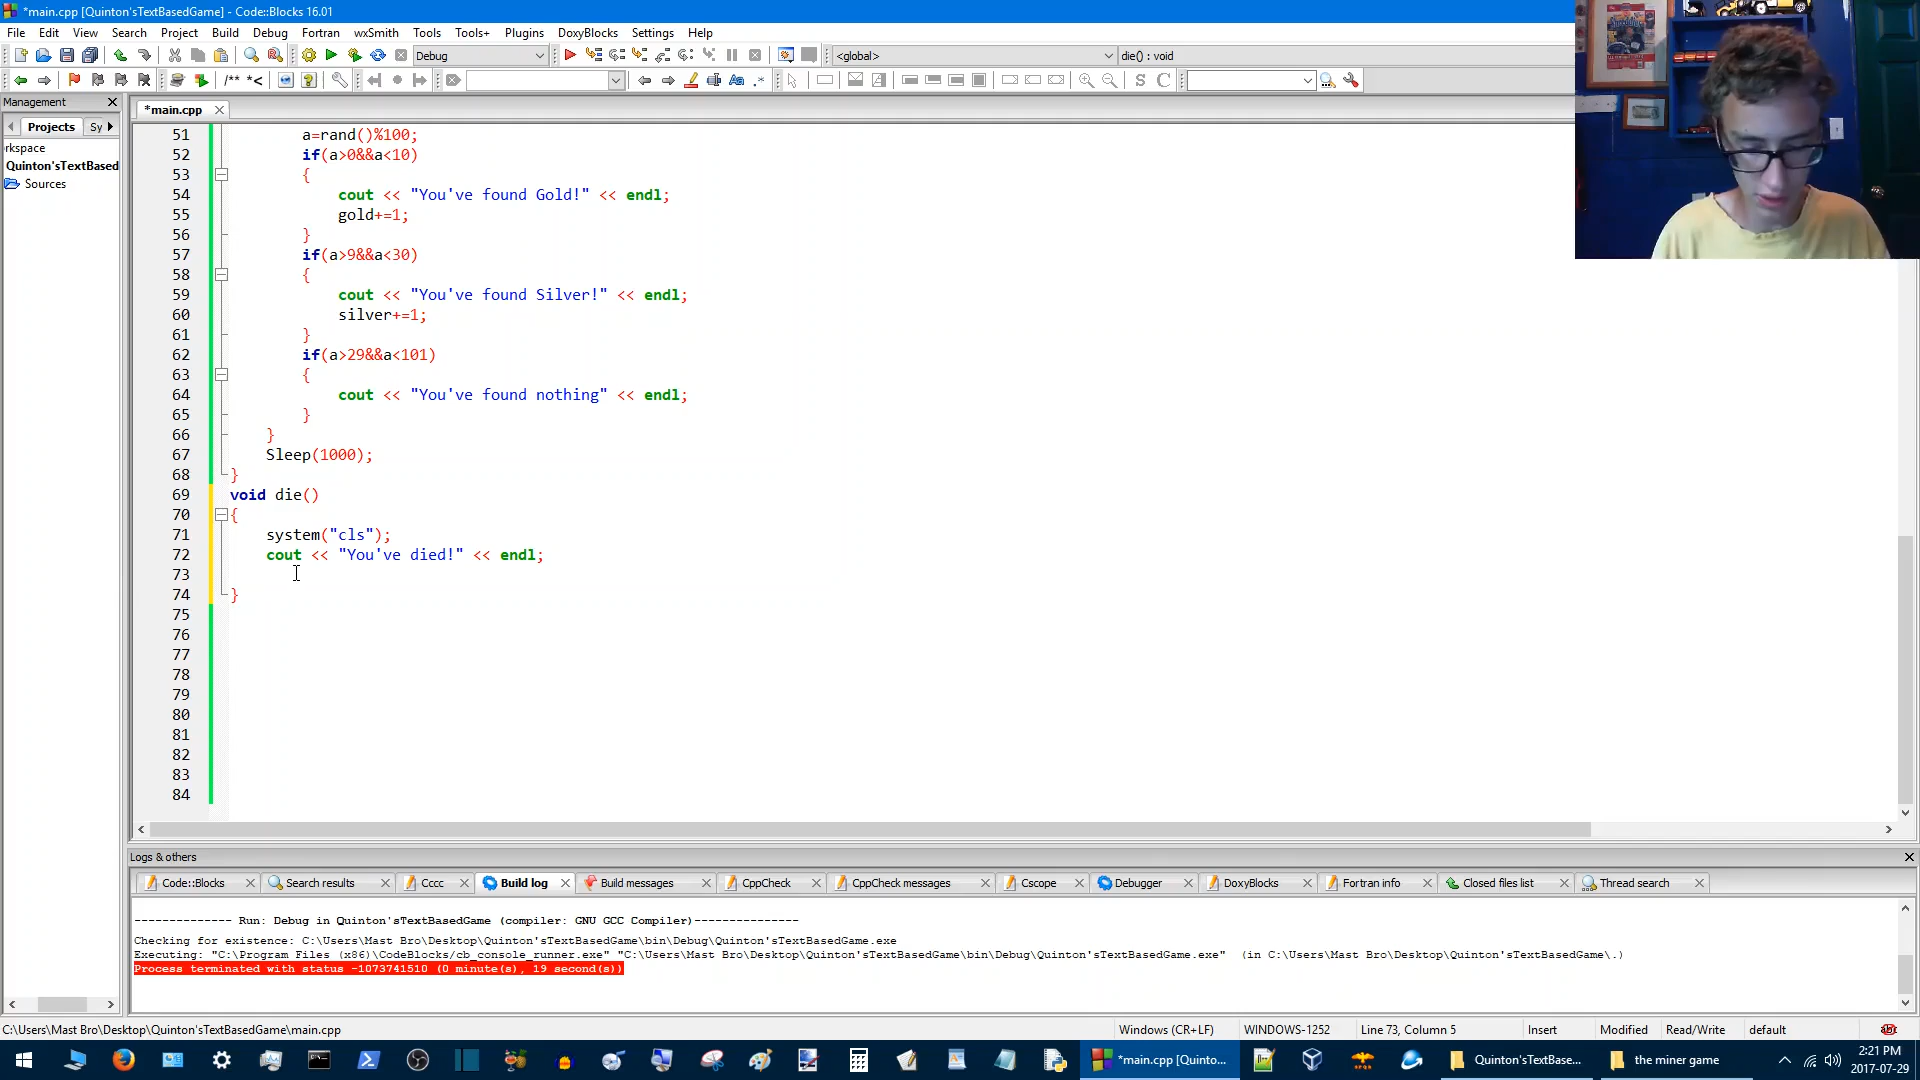 *main.cpp [Quinton'sTextBasedGame] - Code::Blocks 16.01
File Edit View Search Project Build Debug Fortran wxSmith Tools Tools+ Plugins DoxyBlocks Settings Help
Debug <global> die() : void
/** *< Aa .* S C
Management
*main.cpp
Projects Sy
rkspace
Quinton'sTextBased
Sources
51 a=rand()%100;
52 if(a>0&&a<10)
53 {
54 cout << "You've found Gold!" << endl;
55 gold+=1;
56 }
57 if(a>9&&a<30)
58 {
59 cout << "You've found Silver!" << endl;
60 silver+=1;
61 }
62 if(a>29&&a<101)
63 {
64 cout << "You've found nothing" << endl;
65 }
66 }
67 Sleep(1000);
68 }
69 void die()
70 {
71 system("cls");
72 cout << "You've died!" << endl;
73
74 }
75
76
77
78
79
80
81
82
83
84
Logs & others
Code::Blocks Search results Cccc Build log Build messages CppCheck CppCheck messages Cscope Debugger DoxyBlocks Fortran info Closed files list Thread search
-------------- Run: Debug in Quinton'sTextBasedGame (compiler: GNU GCC Compiler)---------------
Checking for existence: C:\Users\Mast Bro\Desktop\Quinton'sTextBasedGame\bin\Debug\Quinton'sTextBasedGame.exe
Executing: "C:\Program Files (x86)\CodeBlocks/cb_console_runner.exe" "C:\Users\Mast Bro\Desktop\Quinton'sTextBasedGame\bin\Debug\Quinton'sTextBasedGame.exe" (in C:\Users\Mast Bro\Desktop\Quinton'sTextBasedGame\.)
Process terminated with status -1073741510 (0 minute(s), 19 second(s))
C:\Users\Mast Bro\Desktop\Quinton'sTextBasedGame\main.cpp Windows (CR+LF) WINDOWS-1252 Line 73, Column 5 Insert Modified Read/Write default
*main.cpp [Quinto... Quinton'sTextBase... the miner game 2:21 PM
2017-07-29